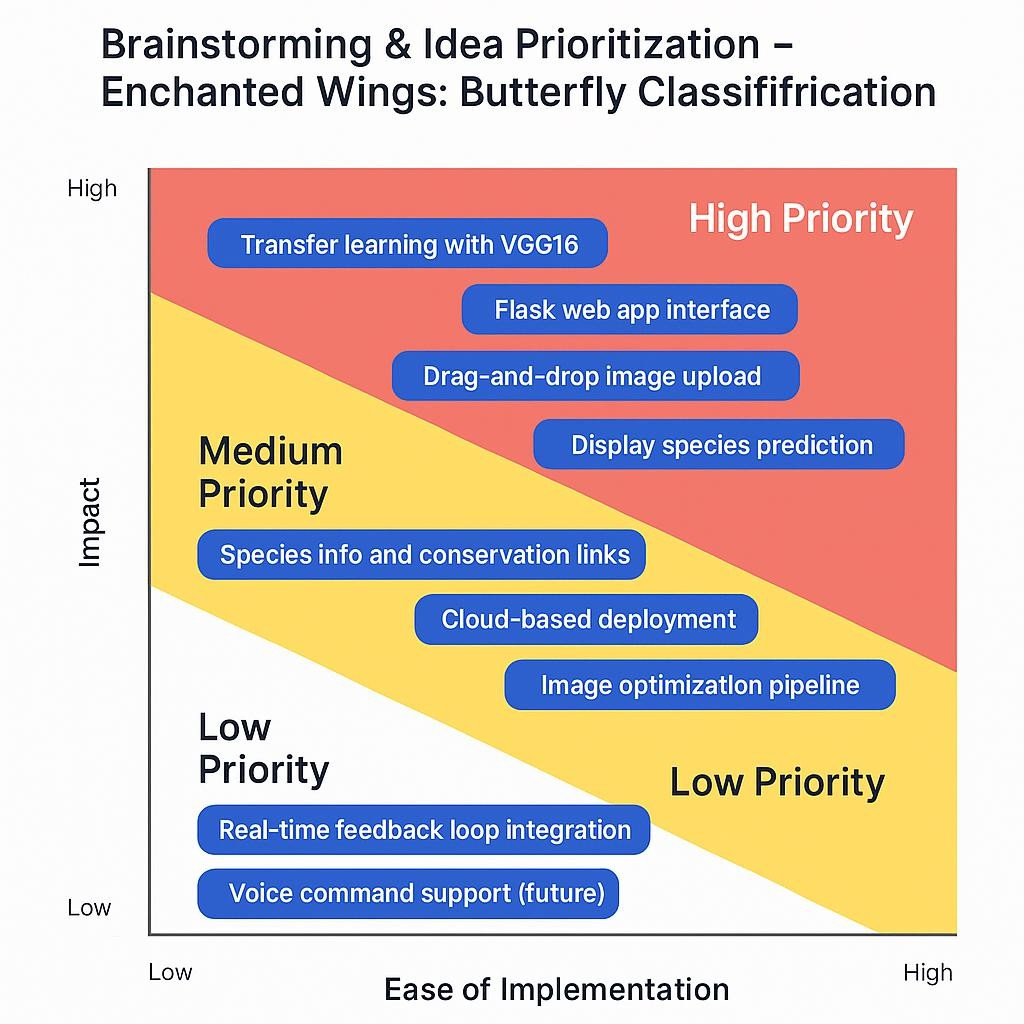 Brainstorming & Idea Prioritization –
Enchanted Wings: Butterfly Classififrication
High
High Priority
Transfer learning with VGG16
Flask web app interface
Drag-and-drop image upload
Display species prediction
Medium
Priority
Impact
Species info and conservation links
Cloud-based deployment
Image optimizatlon pipeline
Low
Priority
Low Priority
Real-time feedback loop integration
Voice command support (future)
Low
Low
High
Ease of Implementation